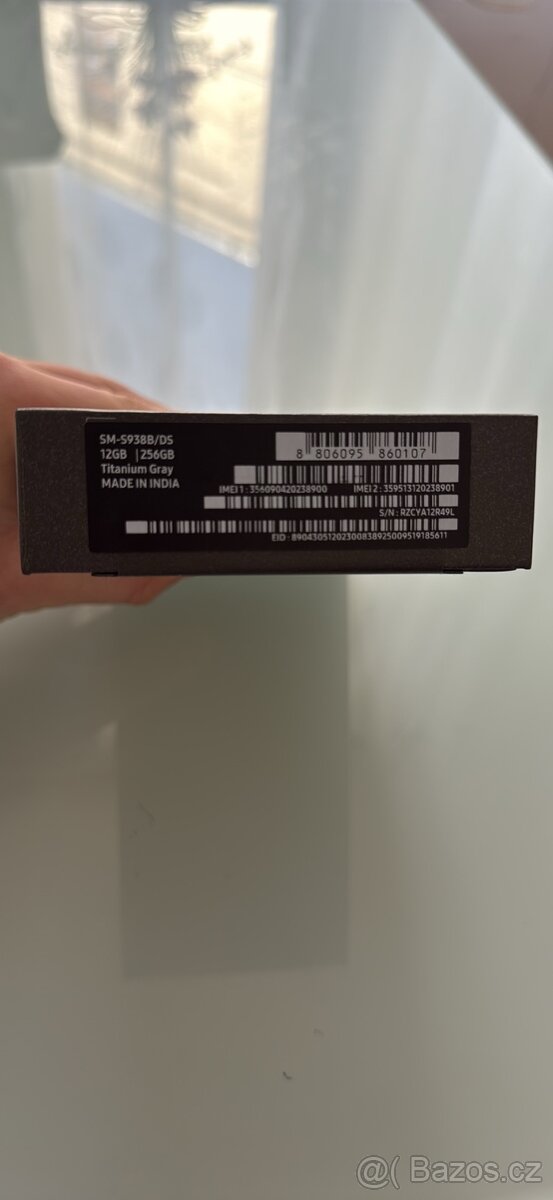 SM-S938B/DS
12GB | 256GB
Titanium Gray
MADE IN INDIA
8 806095 860107
IMEI 1 : 356090420238900 IMEI 2 : 359513120238901
S/N : RZCYA12R49L
EID : 89043051202300838925009519185611
@( Bazos.cz